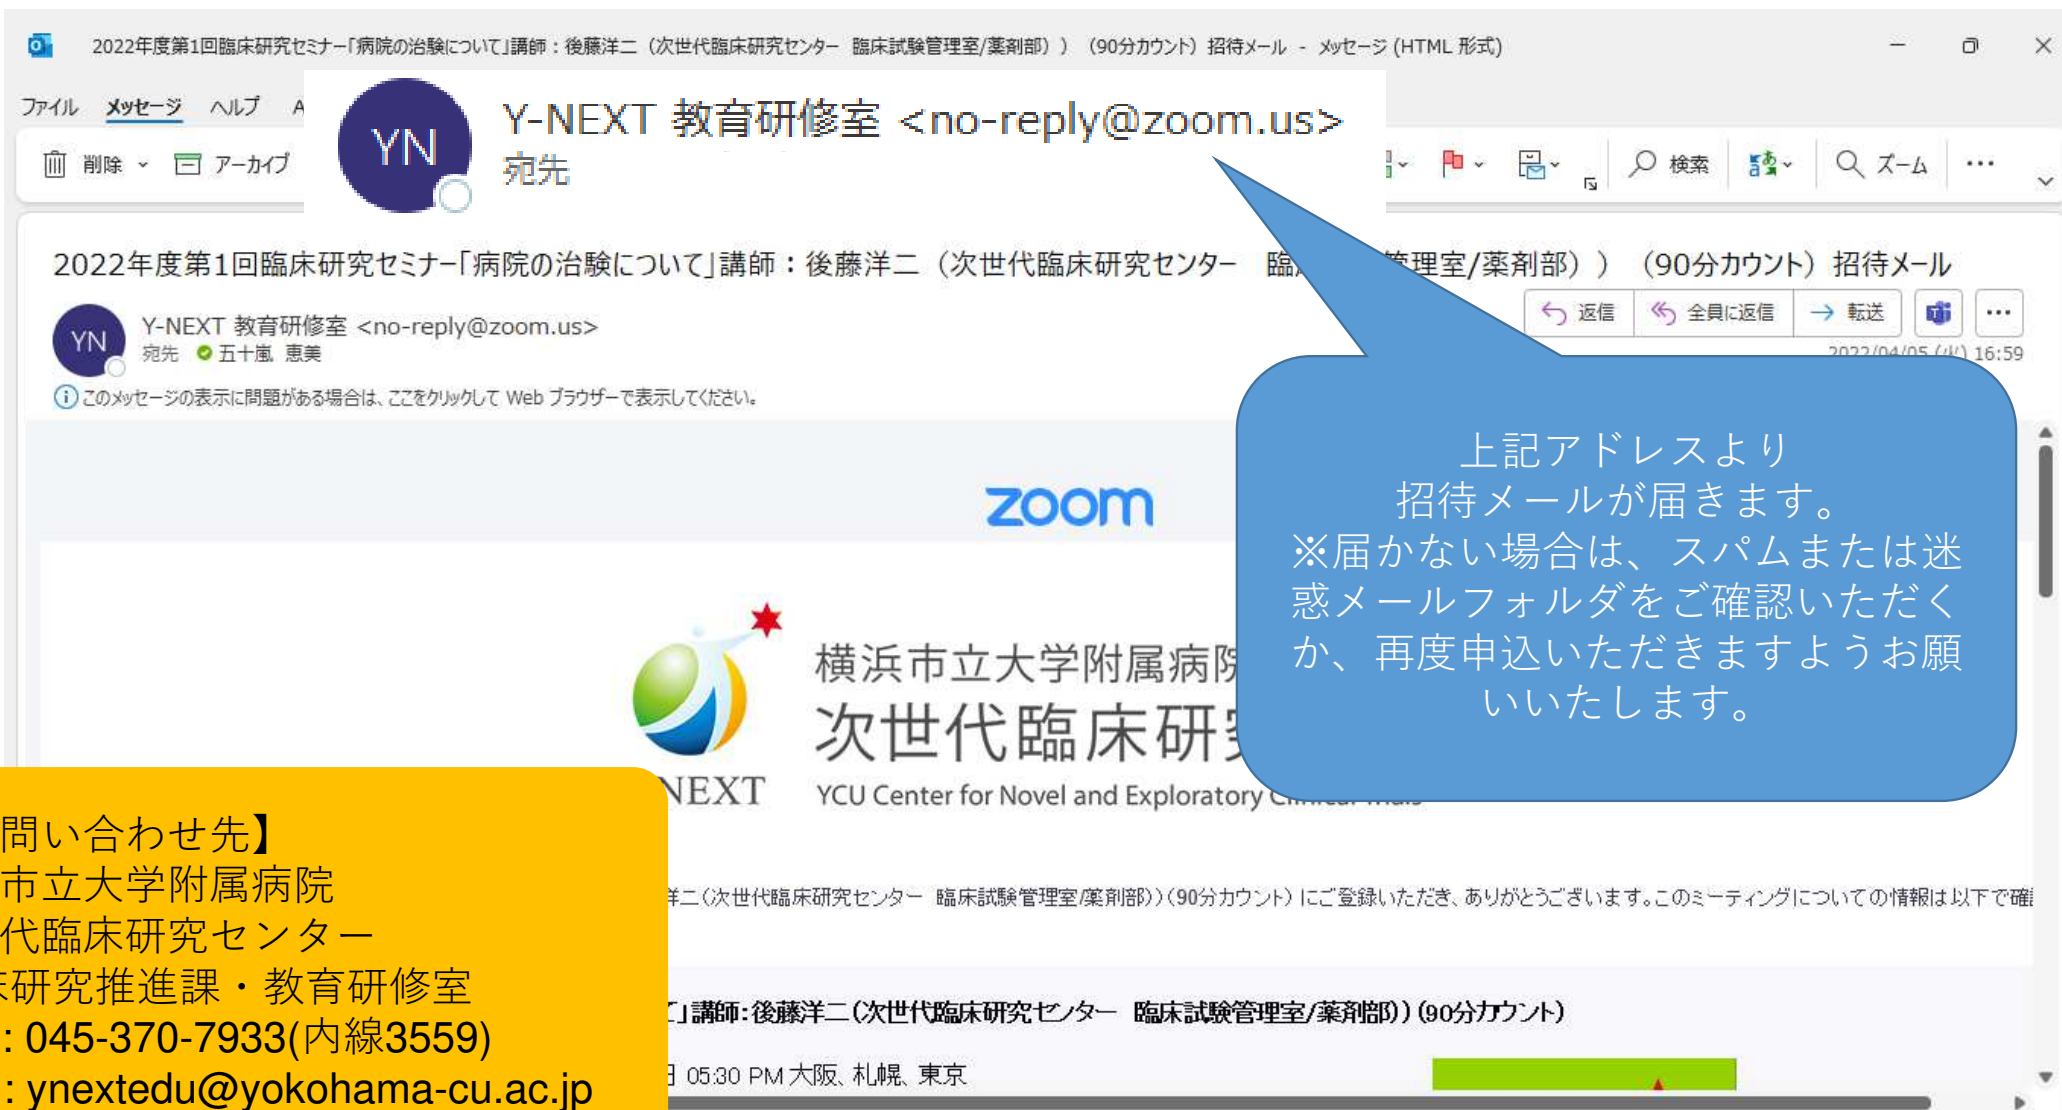 2022年度第1回臨床研究セミナー「病院の治験について」講師：後藤洋二（次世代臨床研究センター 臨床試験管理室/薬剤部））（90分カウント）招待メール - メッセージ (HTML 形式)
ファイル メッセージ ヘルプ A
Y-NEXT 教育研修室 <no-reply@zoom.us>
YN
宛先
削除 アーカイブ
検索 ズーム …
2022年度第1回臨床研究セミナー「病院の治験について」講師：後藤洋二（次世代臨床研究センター 管理室/薬剤部））（90分カウント）招待メール
YN
Y-NEXT 教育研修室 <no-reply@zoom.us>
宛先 五十嵐 恵美
返信 全員に返信 転送 …
2022/04/05 (火) 16:59
このメッセージの表示に問題がある場合は、ここをクリックして Web ブラウザーで表示してください。
上記アドレスより
招待メールが届きます。
※届かない場合は、スパムまたは迷
惑メールフォルダをご確認いただく
か、再度申込いただきますようお願
いいたします。
zoom
横浜市立大学附属病院
次世代臨床研
NEXT
YCU Center for Novel and Exploratory Clinical Trials
問い合わせ先】
市立大学附属病院
代臨床研究センター
床研究推進課・教育研修室
: 045-370-7933(内線3559)
: ynextedu@yokohama-cu.ac.jp
洋二（次世代臨床研究センター 臨床試験管理室/薬剤部））（90分カウント）にご登録いただき、ありがとうございます。このミーティングについての情報は以下で確
て」講師：後藤洋二（次世代臨床研究センター 臨床試験管理室/薬剤部））（90分カウント）
日 05:30 PM 大阪、札幌、東京